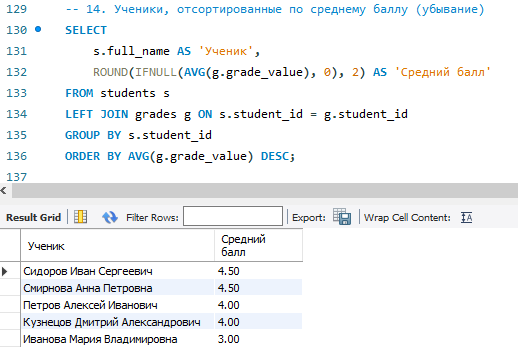 129 -- 14. Ученики, отсортированные по среднему баллу (убывание)
130 SELECT
131 s.full_name AS 'Ученик',
132 ROUND(IFNULL(AVG(g.grade_value), 0), 2) AS 'Средний балл'
133 FROM students s
134 LEFT JOIN grades g ON s.student_id = g.student_id
135 GROUP BY s.student_id
136 ORDER BY AVG(g.grade_value) DESC;
137
Result Grid Filter Rows: Export: Wrap Cell Content: IA
Ученик Средний балл
Сидоров Иван Сергеевич 4.50
Смирнова Анна Петровна 4.50
Петров Алексей Иванович 4.00
Кузнецов Дмитрий Александрович 4.00
Иванова Мария Владимировна 3.00